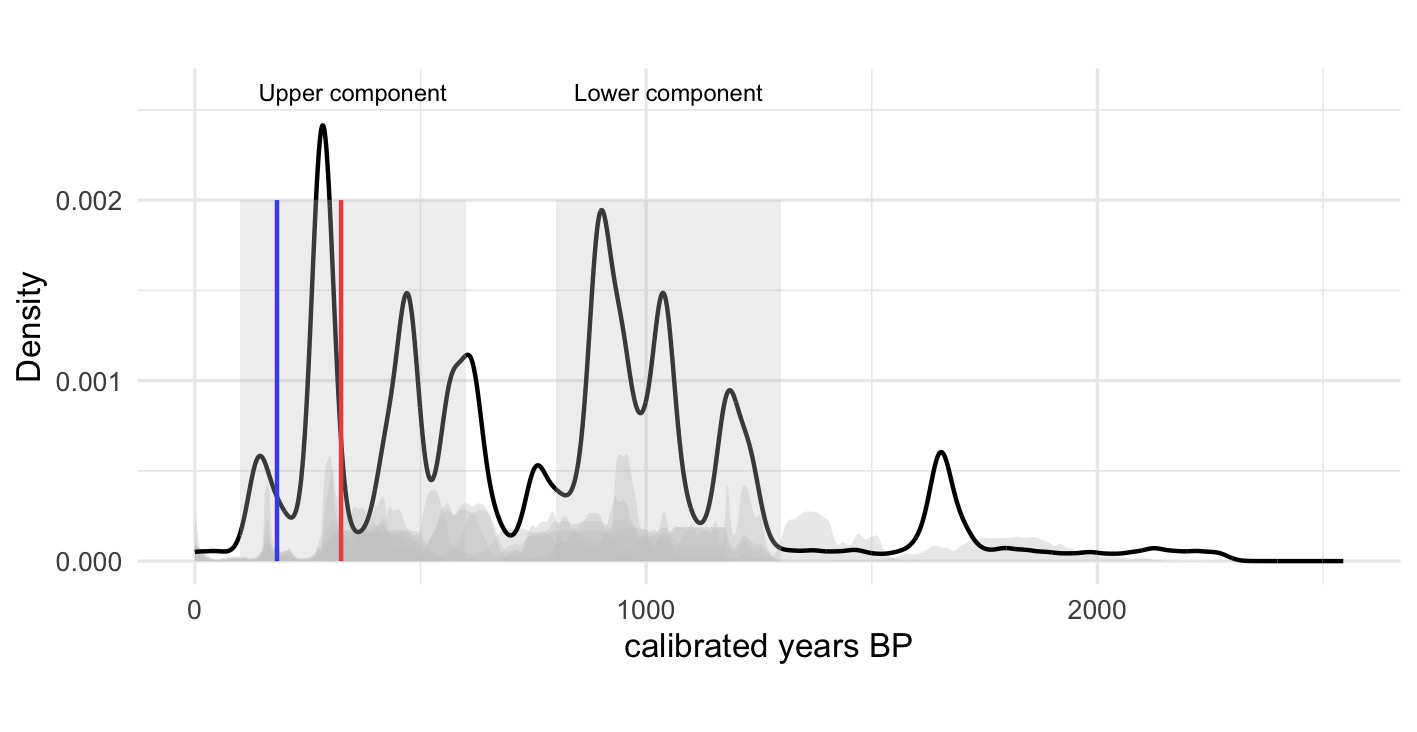 Upper component
Lower component
Density
0.002
0.001
0.000
0
1000
2000
calibrated years BP